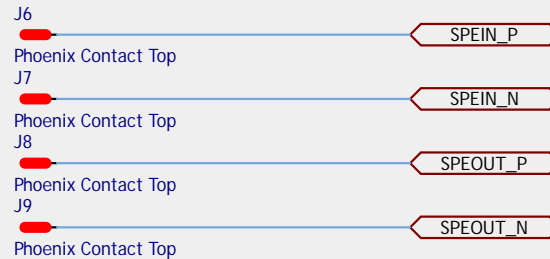 J6
SPEIN_P
Phoenix Contact Top
J7
SPEIN_N
Phoenix Contact Top
J8
SPEOUT_P
Phoenix Contact Top
J9
SPEOUT_N
Phoenix Contact Top